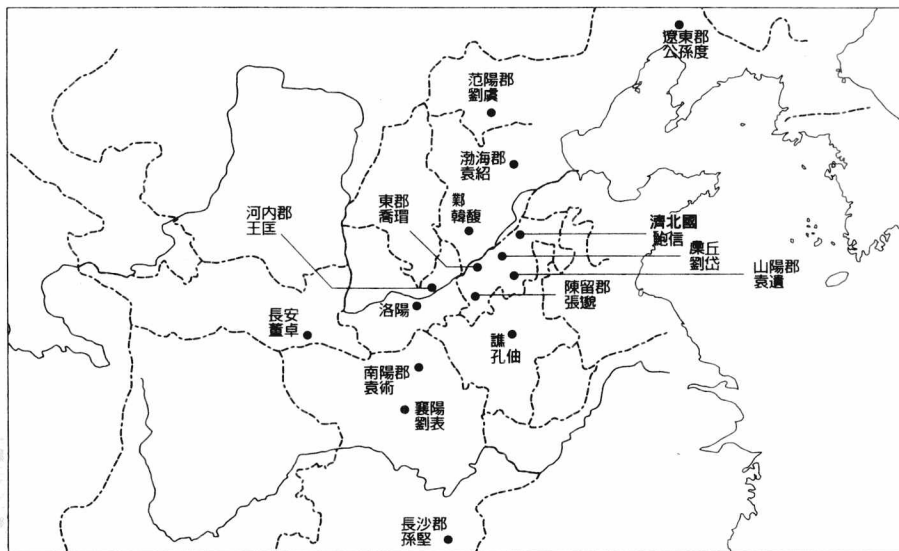 遼東郡
公孫度
范陽郡
劉虞
渤海郡
袁紹
東郡
喬瑁
鄴
韓馥
河内郡
王匡
濟北國
鮑信
廩丘
劉岱
山陽郡
袁遺
陳留郡
張邈
洛陽
長安
董卓
譙
孔伷
南陽郡
袁術
襄陽
劉表
長沙郡
孫堅